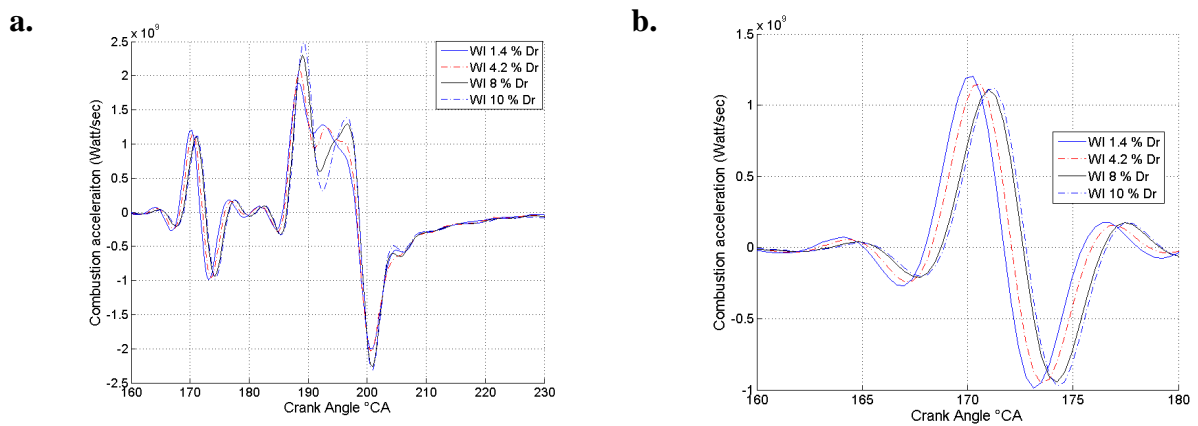 a.
× 10^9
2.5
2
1.5
1
0.5
0
-0.5
-1
-1.5
-2
-2.5
160 170 180 190 200 210 220 230
Crank Angle °CA
Combustion acceleraiton (Watt/sec)
WI 1.4 % Dr
WI 4.2 % Dr
WI 8 % Dr
WI 10 % Dr
b.
× 10^9
1.5
1
0.5
0
-0.5
-1
160 165 170 175 180
Crank Angle °CA
Combustion acceleration (Watt/sec)
WI 1.4 % Dr
WI 4.2 % Dr
WI 8 % Dr
WI 10 % Dr